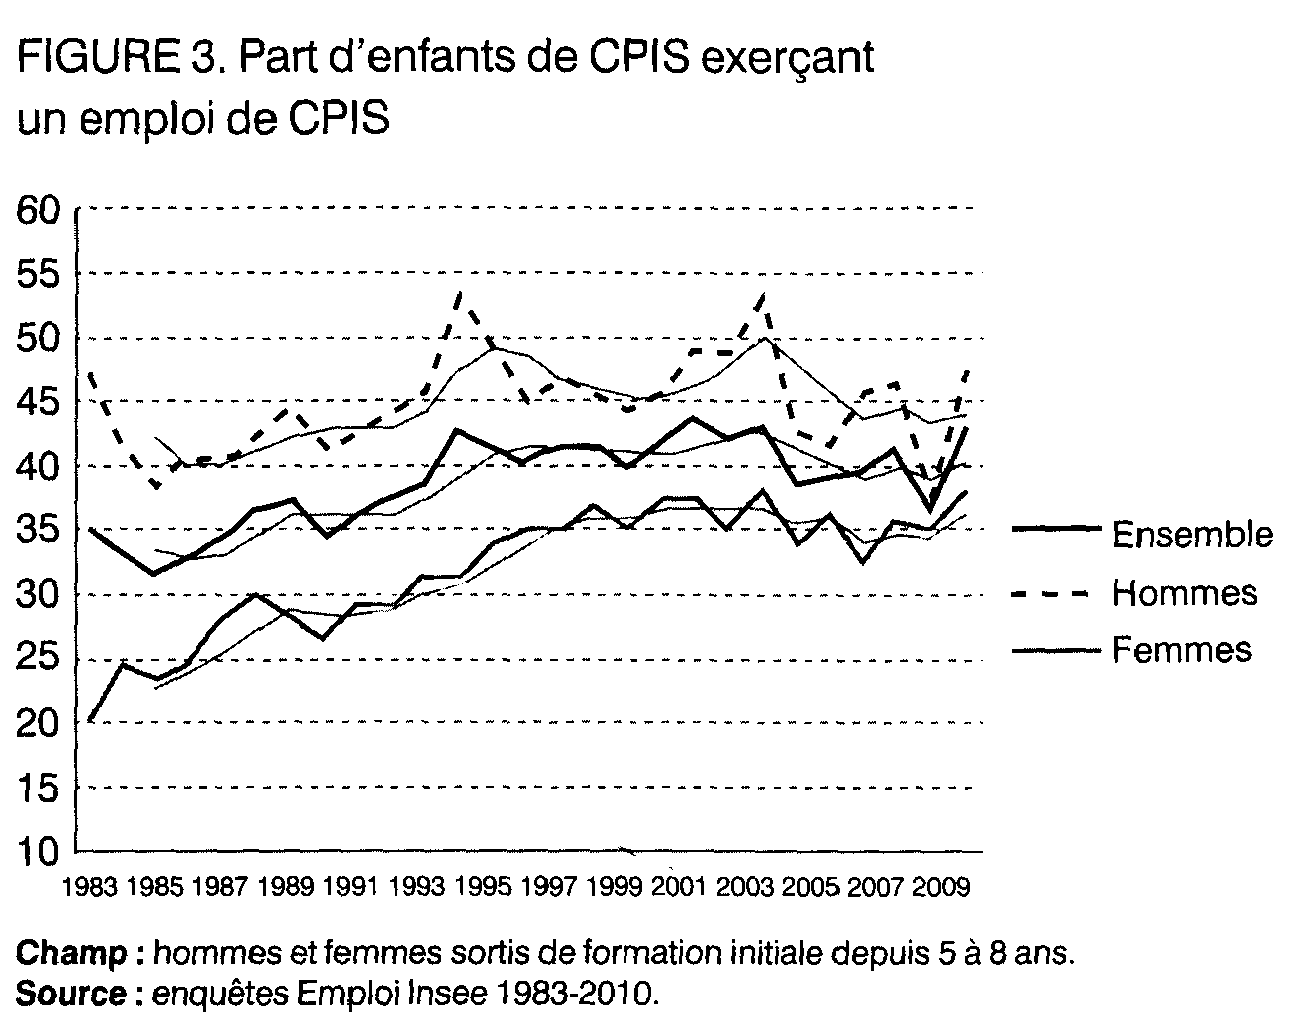 FIGURE 3. Part d'enfants de CPIS exerçant
un emploi de CPIS
60
55
50
45
40
35
30
25
20
15
10
Ensemble
Hommes
Femmes
1983 1985 1987 1989 1991 1993 1995 1997 1999 2001 2003 2005 2007 2009
Champ : hommes et femmes sortis de formation initiale depuis 5 à 8 ans.
Source : enquêtes Emploi Insee 1983-2010.